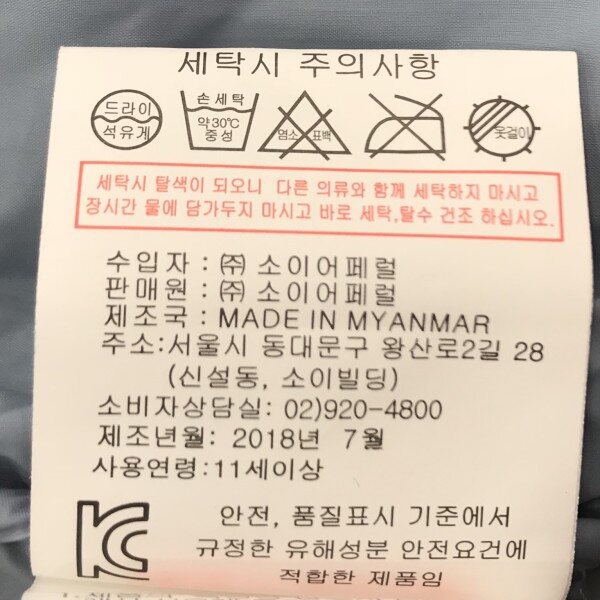 세탁시 주의사항
드라이
석유계
손세탁
약30℃
중성
염소 표백
옷걸이
세탁시 탈색이 되오니 다른 의류와 함께 세탁하지 마시고
장시간 물에 담가두지 마시고 바로 세탁,탈수 건조 하십시오.
수입자 : ㈜ 소이어페럴
판매원 : ㈜ 소이어페럴
제조국 : MADE IN MYANMAR
주소:서울시 동대문구 왕산로2길 28
(신설동, 소이빌딩)
소비자상담실: 02)920-4800
제조년월: 2018년 7월
사용연령: 11세이상
KC
안전, 품질표시 기준에서
규정한 유해성분 안전요건에
적합한 제품임